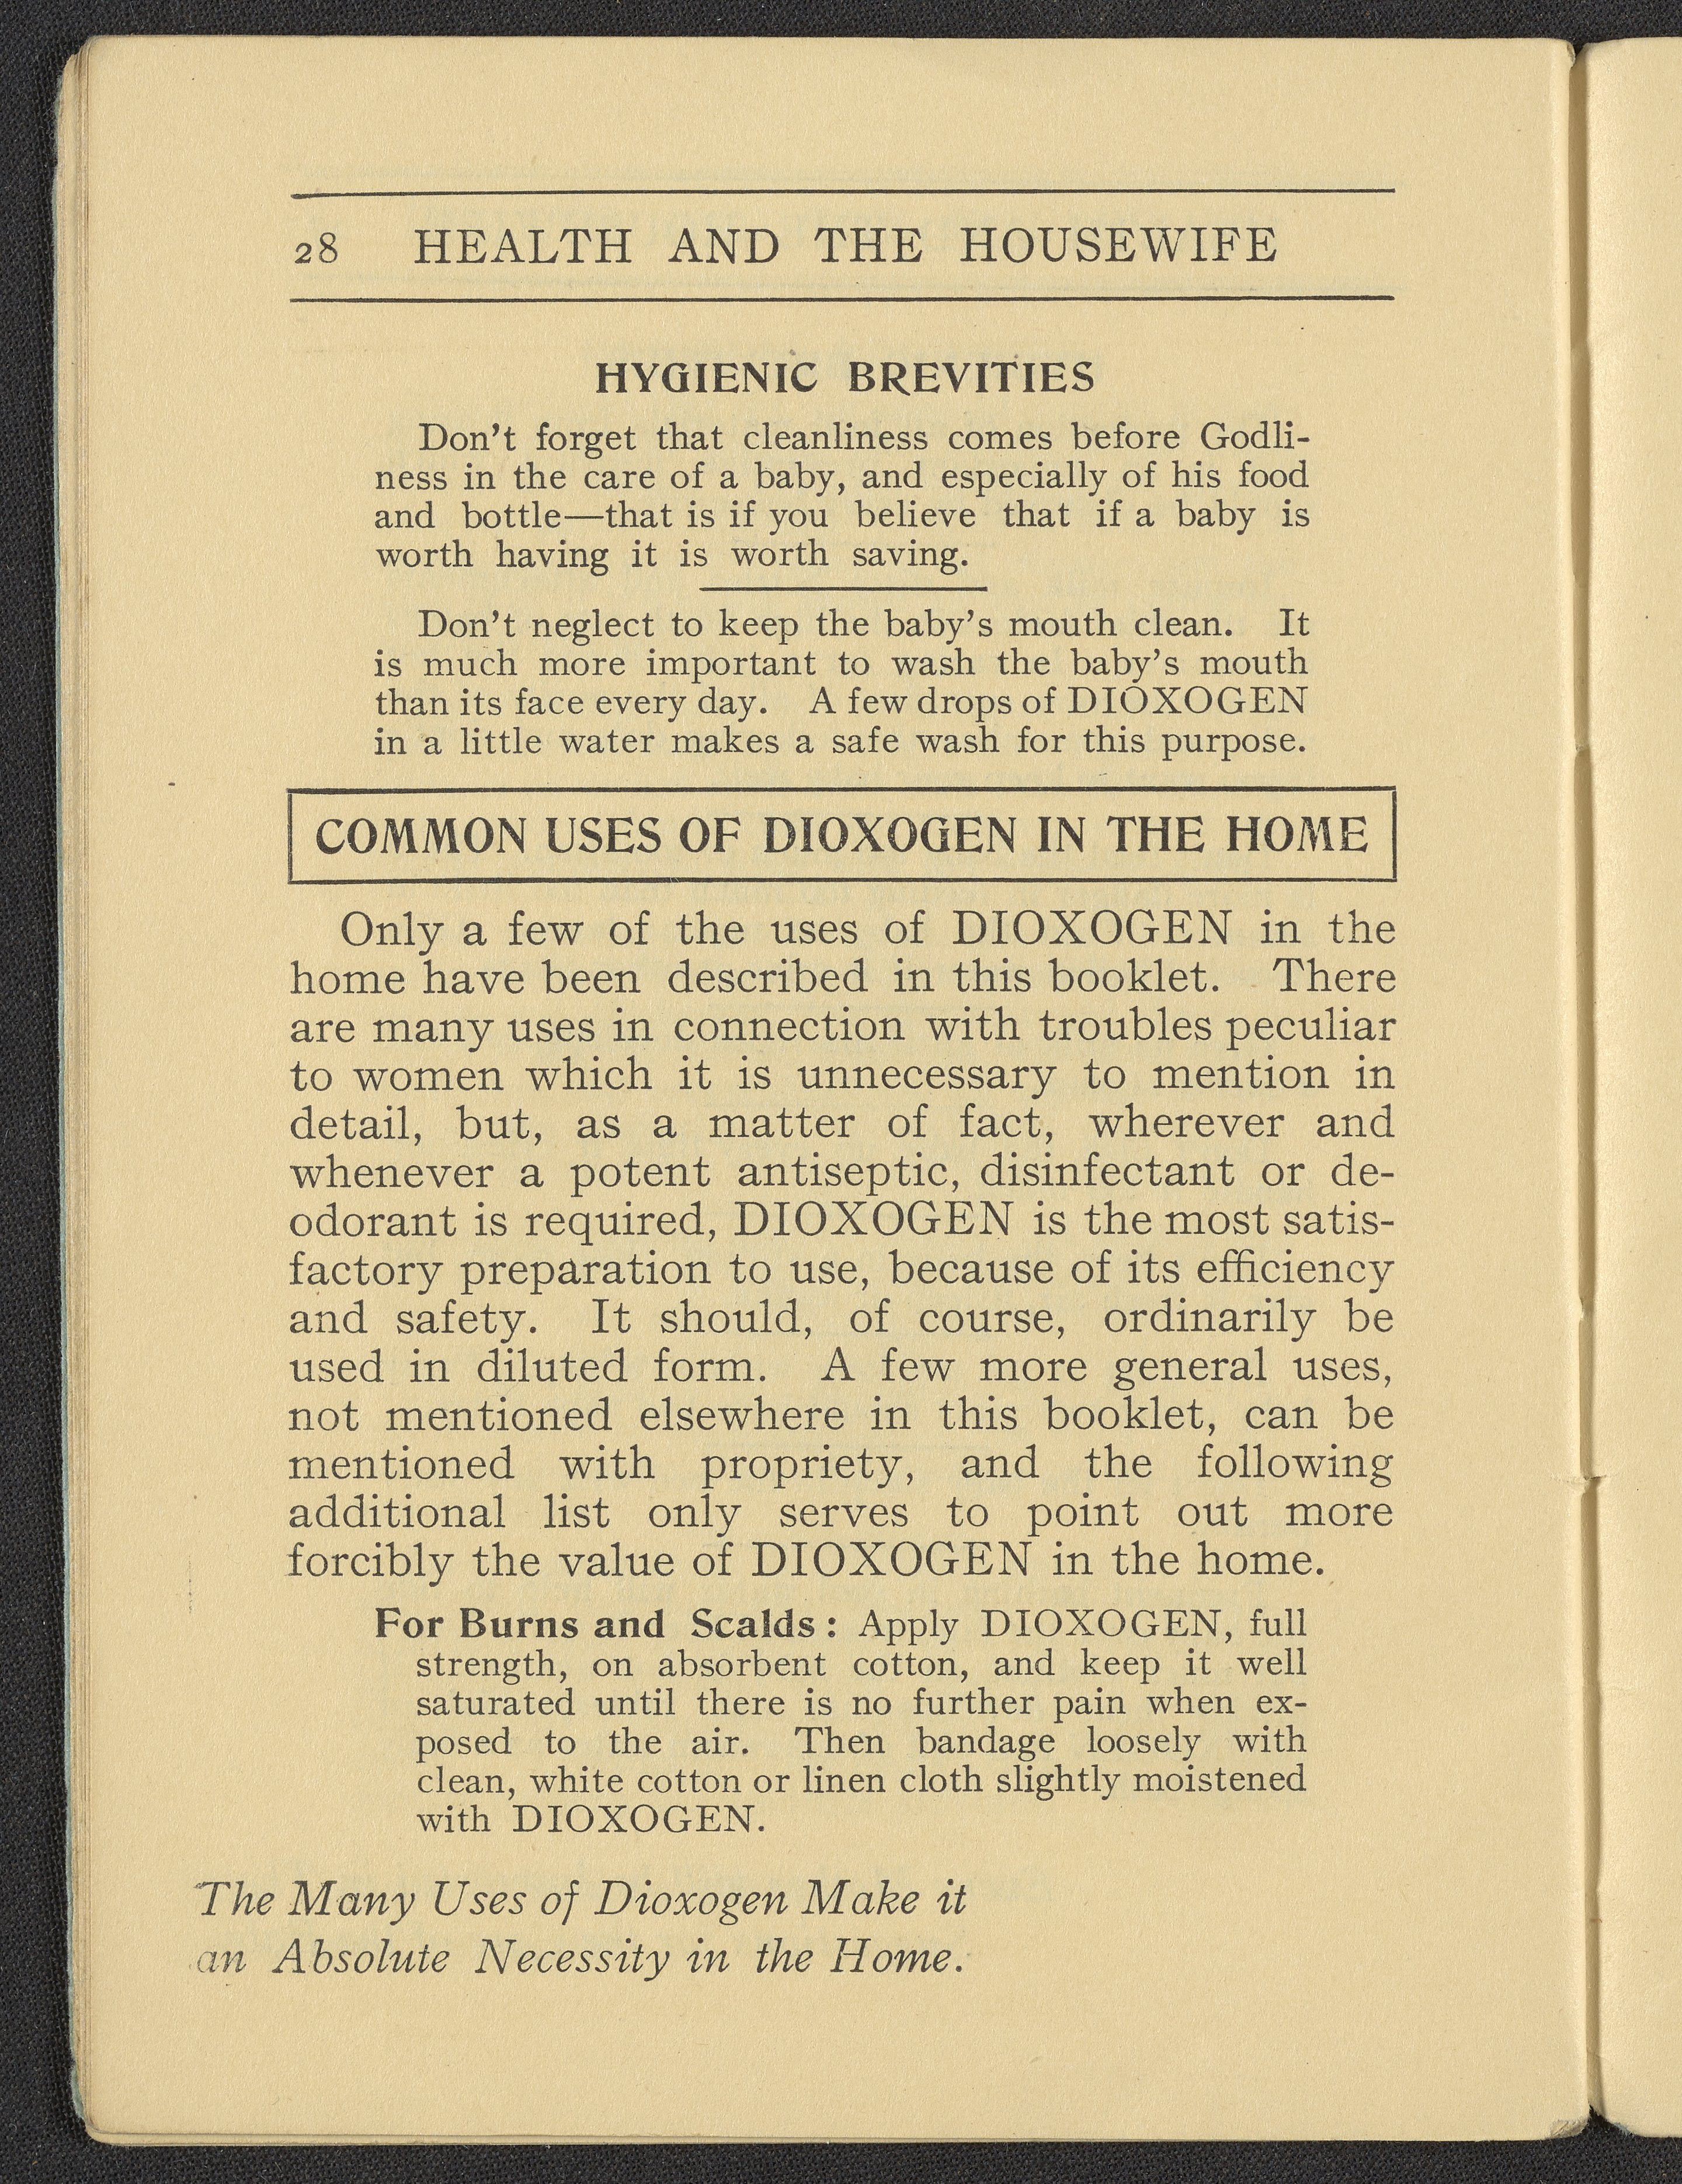 28 HEALTH AND THE HOUSEWIFE
HYGIENIC BREVITIES
Don't forget that cleanliness comes before Godli-
ness in the care of a baby, and especially of his food
and bottle—that is if you believe that if a baby is
worth having it is worth saving.
Don't neglect to keep the baby's mouth clean. It
is much more important to wash the baby's mouth
than its face every day. A few drops of DIOXOGEN
in a little water makes a safe wash for this purpose.
COMMON USES OF DIOXOGEN IN THE HOME
Only a few of the uses of DIOXOGEN in the
home have been described in this booklet. There
are many uses in connection with troubles peculiar
to women which it is unnecessary to mention in
detail, but, as a matter of fact, wherever and
whenever a potent antiseptic, disinfectant or de-
odorant is required, DIOXOGEN is the most satis-
factory preparation to use, because of its efficiency
and safety. It should, of course, ordinarily be
used in diluted form. A few more general uses,
not mentioned elsewhere in this booklet, can be
mentioned with propriety, and the following
additional list only serves to point out more
forcibly the value of DIOXOGEN in the home.
For Burns and Scalds: Apply DIOXOGEN, full
strength, on absorbent cotton, and keep it well
saturated until there is no further pain when ex-
posed to the air. Then bandage loosely with
clean, white cotton or linen cloth slightly moistened
with DIOXOGEN.
The Many Uses of Dioxogen Make it
an Absolute Necessity in the Home.